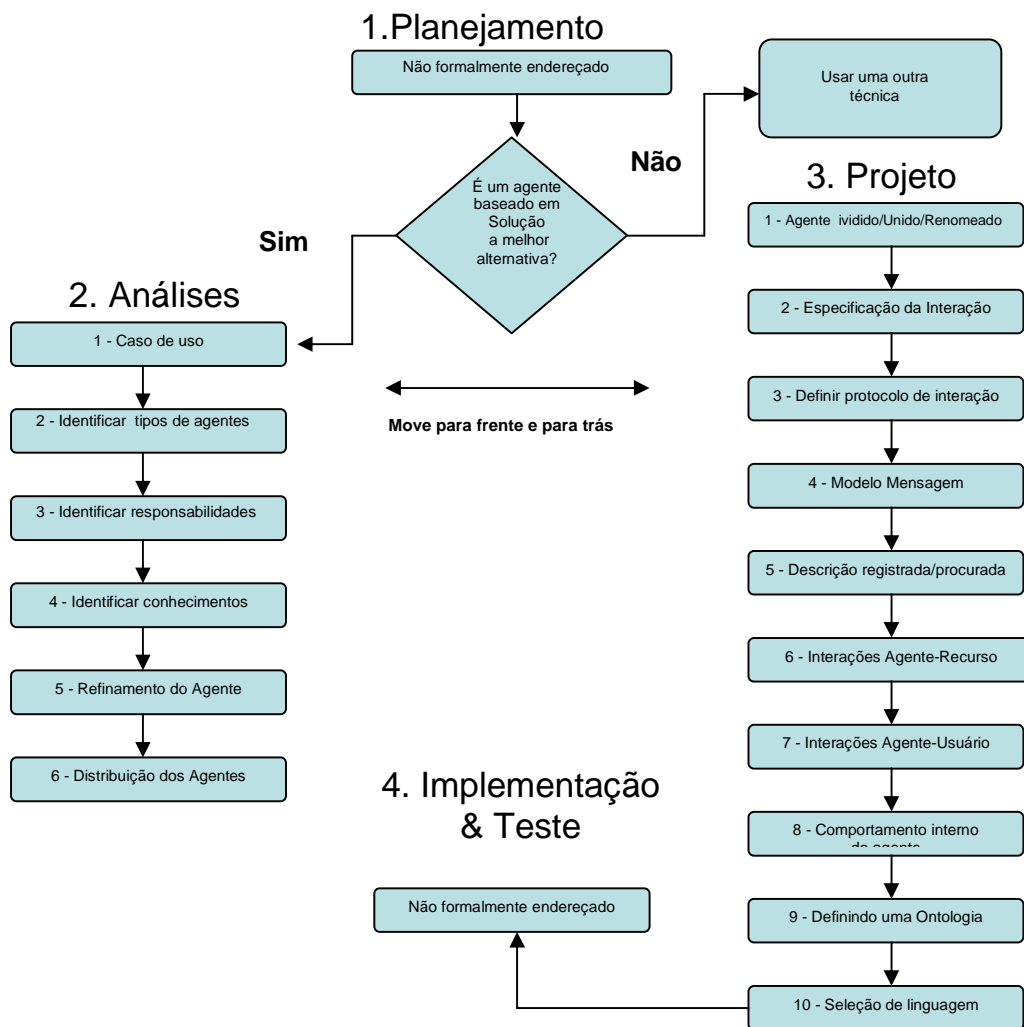 1.Planejamento
Não formalmente endereçado
Usar uma outra
técnica
É um agente
baseado em
Solução
a melhor
alternativa?
Não
Sim
2. Análises
1 - Caso de uso
2 - Identificar tipos de agentes
3 - Identificar responsabilidades
4 - Identificar conhecimentos
5 - Refinamento do Agente
6 - Distribuição dos Agentes
Move para frente e para trás
3. Projeto
1 - Agente ividido/Unido/Renomeado
2 - Especificação da Interação
3 - Definir protocolo de interação
4 - Modelo Mensagem
5 - Descrição registrada/procurada
6 - Interações Agente-Recurso
7 - Interações Agente-Usuário
8 - Comportamento interno
do agente
9 - Definindo uma Ontologia
10 - Seleção de linguagem
4. Implementação
& Teste
Não formalmente endereçado